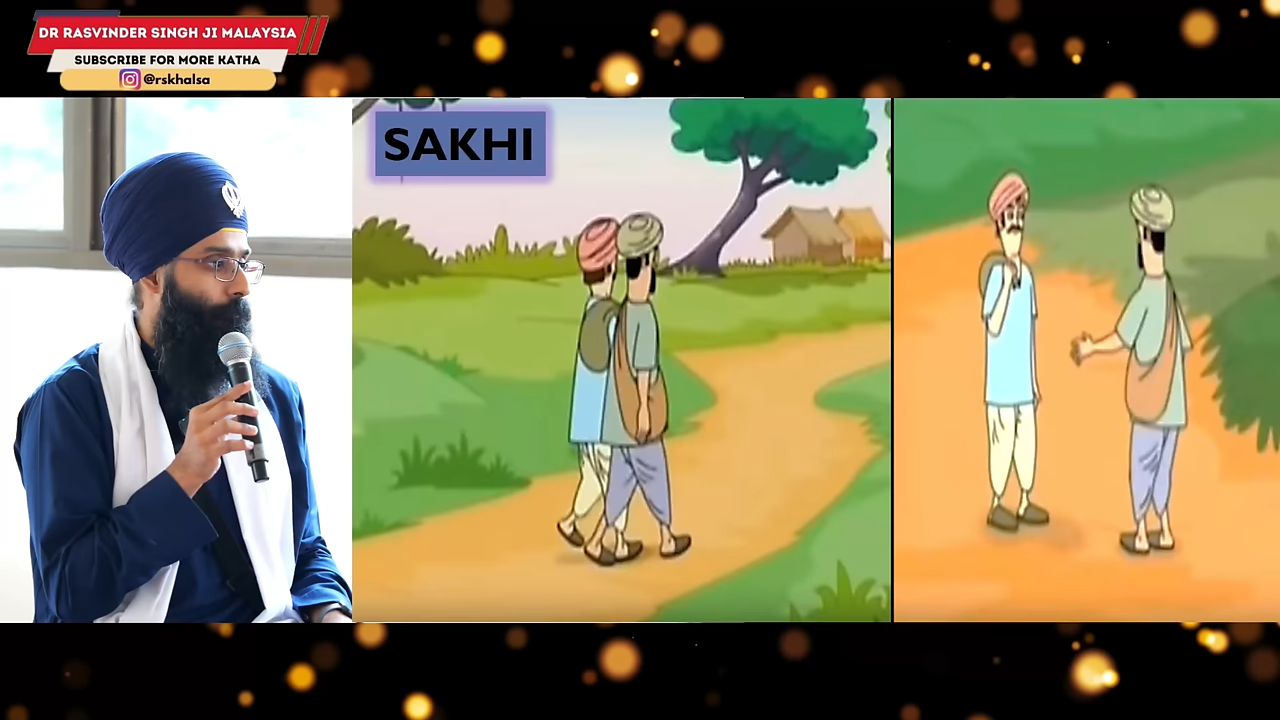 DR RASVINDER SINGH JI MALAYSIA
SUBSCRIBE FOR MORE KATHA
@rskhalsa
SAKHI